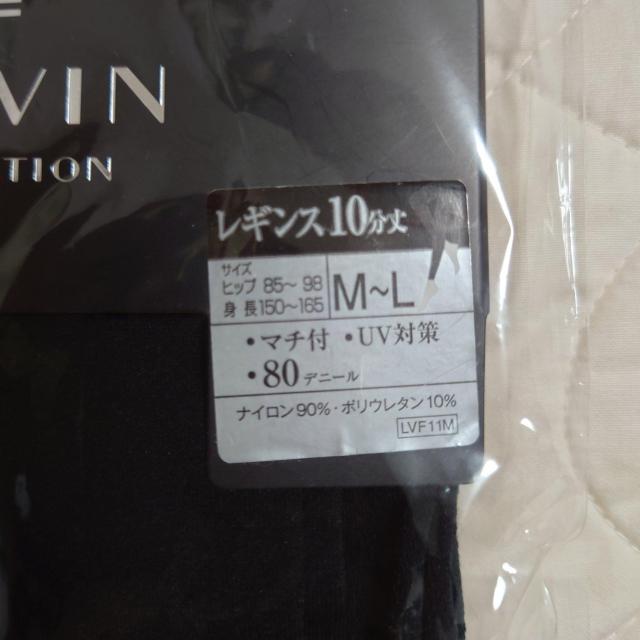 VIN
TION
レギンス10分丈
サイズ
ヒップ 85〜 98
身 長150〜165
M〜L
・マチ付 ・UV対策
・80デニール
ナイロン90%・ポリウレタン10%
LVF11M